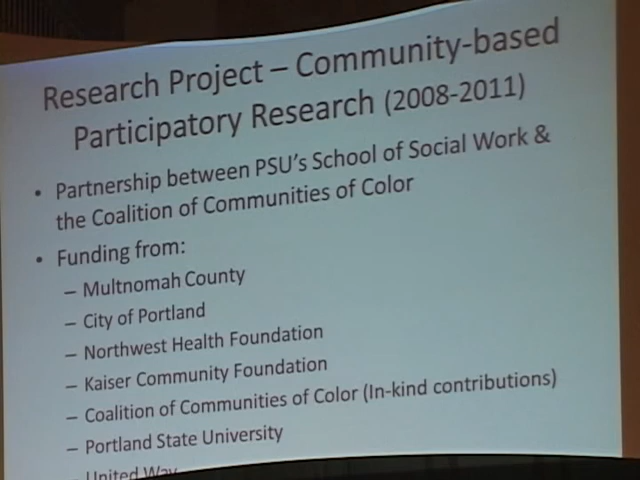 Research Project – Community-based
Participatory Research (2008-2011)
• Partnership between PSU's School of Social Work &
the Coalition of Communities of Color
• Funding from:
– Multnomah County
– City of Portland
– Northwest Health Foundation
– Kaiser Community Foundation
– Coalition of Communities of Color (In-kind contributions)
– Portland State University
– United Way